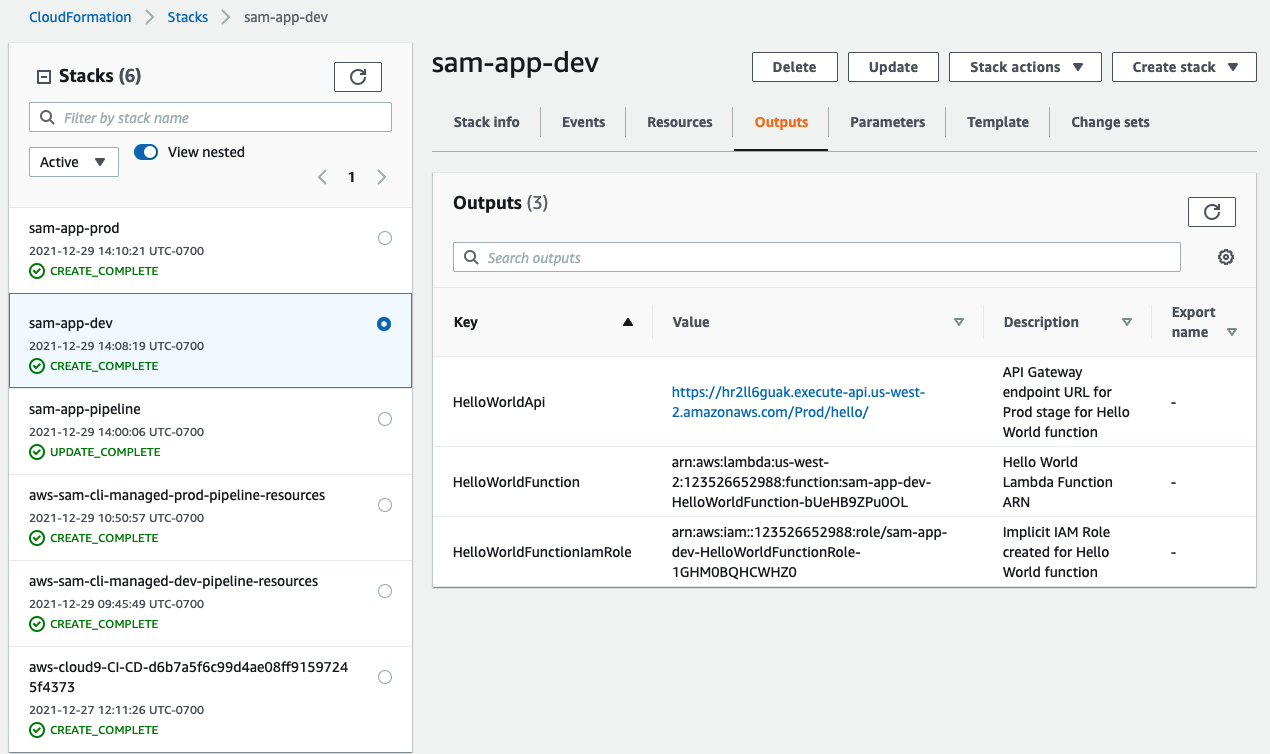 CloudFormation
Stacks
sam-app-dev
Stacks (6)
Filter by stack name
Active
View nested
1
sam-app-prod
2021-12-29 14:10:21 UTC-0700
CREATE_COMPLETE
sam-app-dev
2021-12-29 14:08:19 UTC-0700
CREATE_COMPLETE
sam-app-pipeline
2021-12-29 14:00:06 UTC-0700
UPDATE_COMPLETE
aws-sam-cli-managed-prod-pipeline-resources
2021-12-29 10:50:57 UTC-0700
CREATE_COMPLETE
aws-sam-cli-managed-dev-pipeline-resources
2021-12-29 09:45:49 UTC-0700
CREATE_COMPLETE
aws-cloud9-CI-CD-d6b7a5f6c99d4ae08ff9159724
5f4373
2021-12-27 12:11:26 UTC-0700
CREATE_COMPLETE
sam-app-dev
Delete
Update
Stack actions
Create stack
Stack info
Events
Resources
Outputs
Parameters
Template
Change sets
Outputs (3)
Search outputs
Key
Value
Description
Export
name
HelloWorldApi
https://hr2ll6guak.execute-api.us-west-
2.amazonaws.com/Prod/hello/
API Gateway
endpoint URL for
Prod stage for Hello
World function
-
HelloWorldFunction
arn:aws:lambda:us-west-
2:123526652988:function:sam-app-dev-
HelloWorldFunction-bUeHB9ZPu0OL
Hello World
Lambda Function
ARN
-
HelloWorldFunctionIamRole
arn:aws:iam::123526652988:role/sam-app-
dev-HelloWorldFunctionRole-
1GHM0BQHCWHZ0
Implicit IAM Role
created for Hello
World function
-